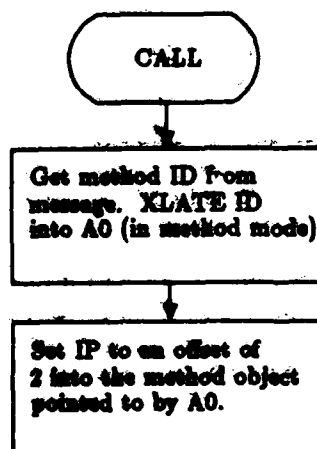 CALL
Get method ID from
message. XLATE ID
into A0 (in method mode)
Set IP to an offset of
2 into the method object
pointed to by A0.